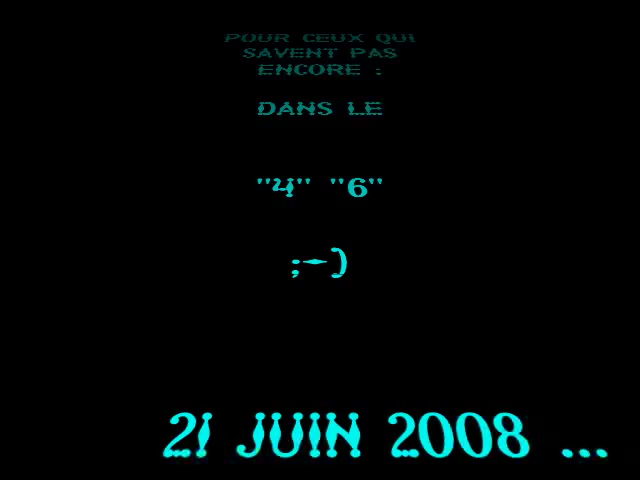 POUR CEUX QUI
SAVENT PAS
ENCORE :
DANS LE
"4" "6"
;-)
21 JUIN 2008 ...